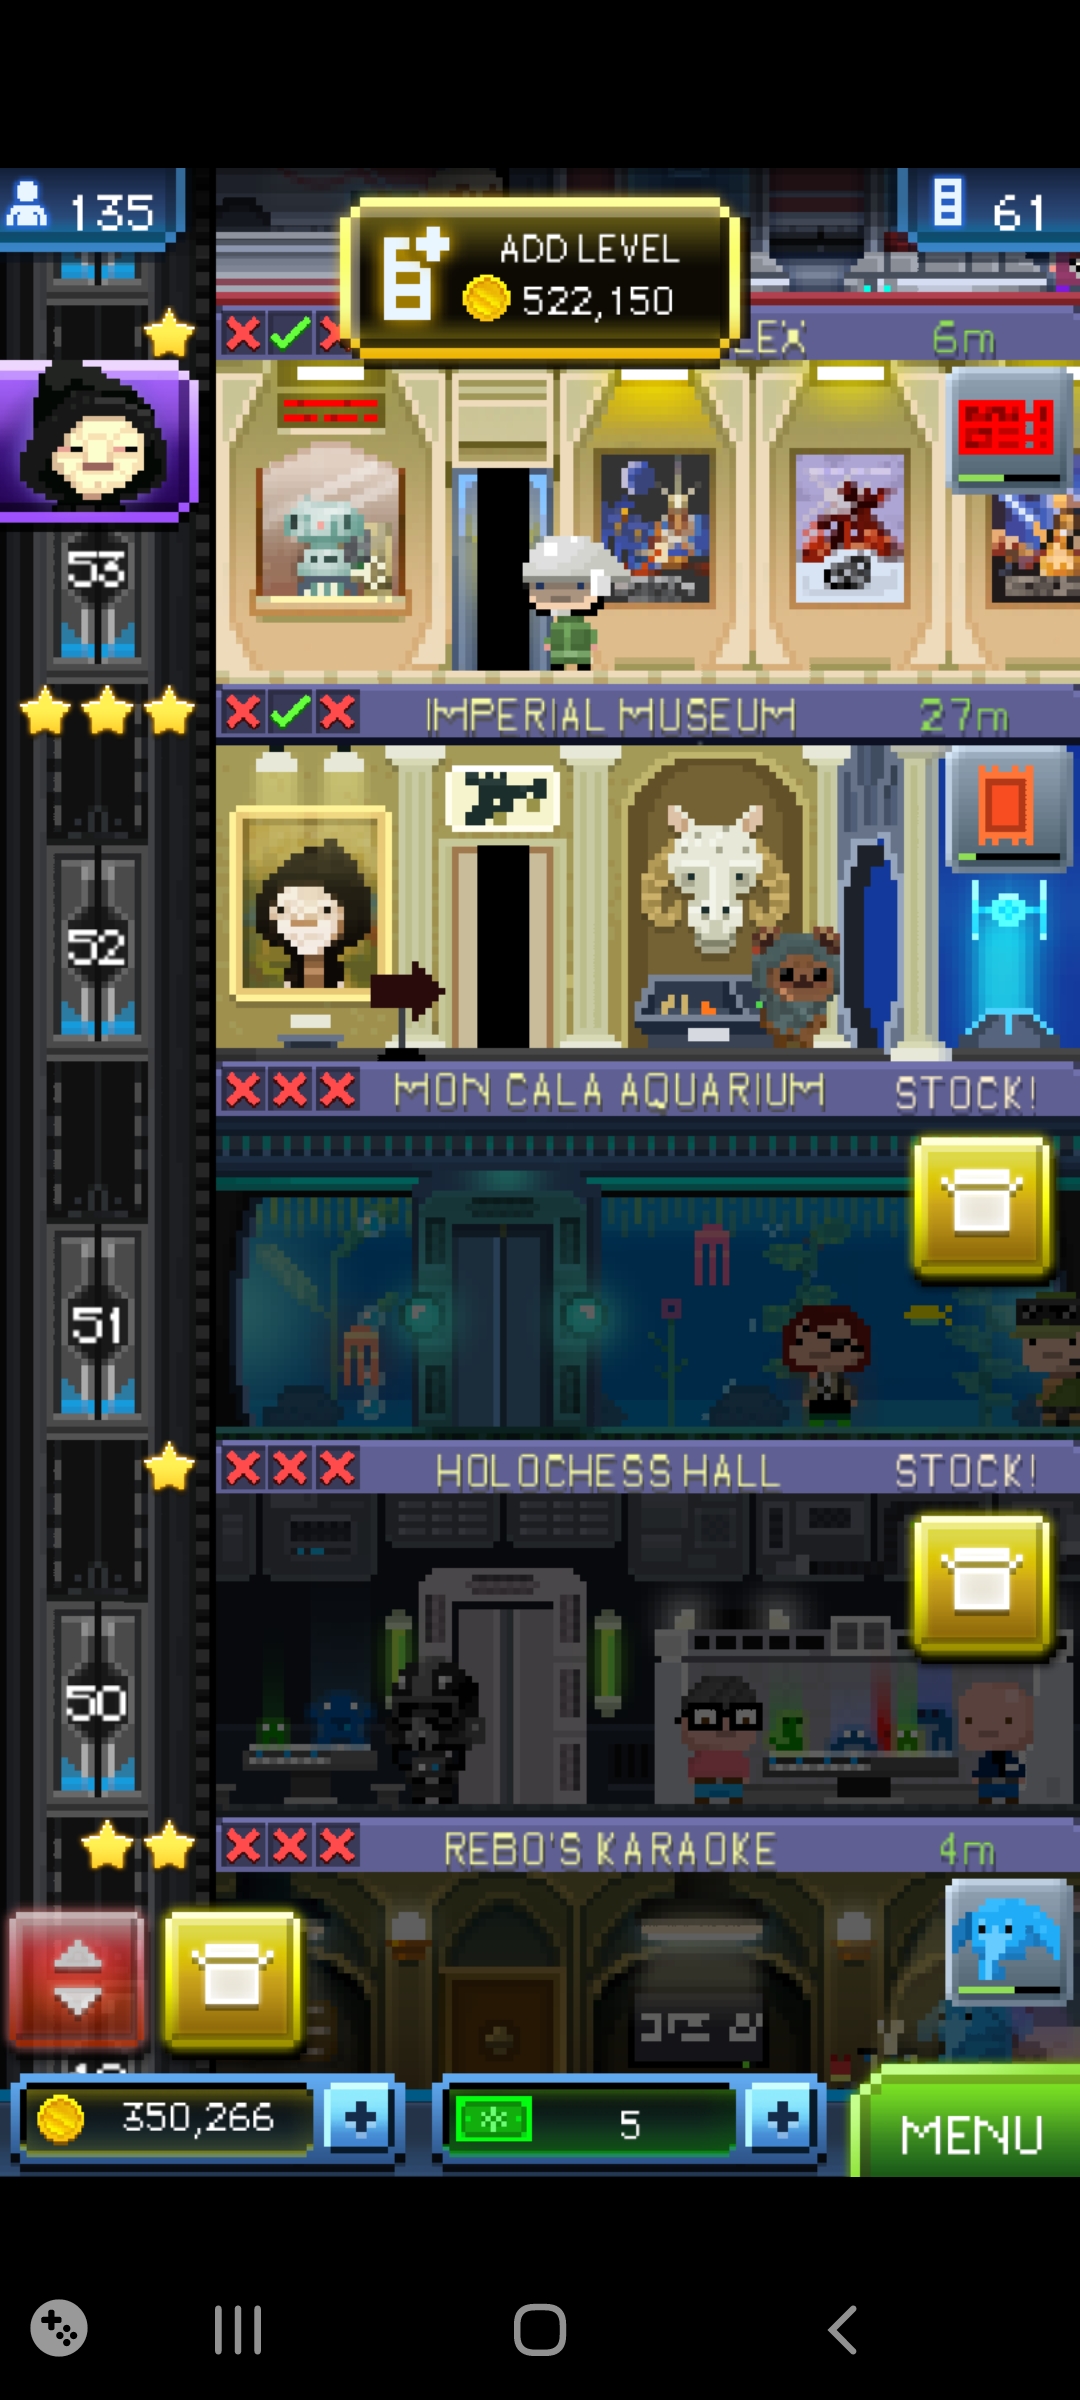 135
ADD LEVEL
522,150
61
LEX 6m
53
IMPERIAL MUSEUM 27m
52
MON CALA AQUARIUM STOCK!
51
HOLOCHESS HALL STOCK!
50
REBO'S KARAOKE 4m
350,266
5
MENU